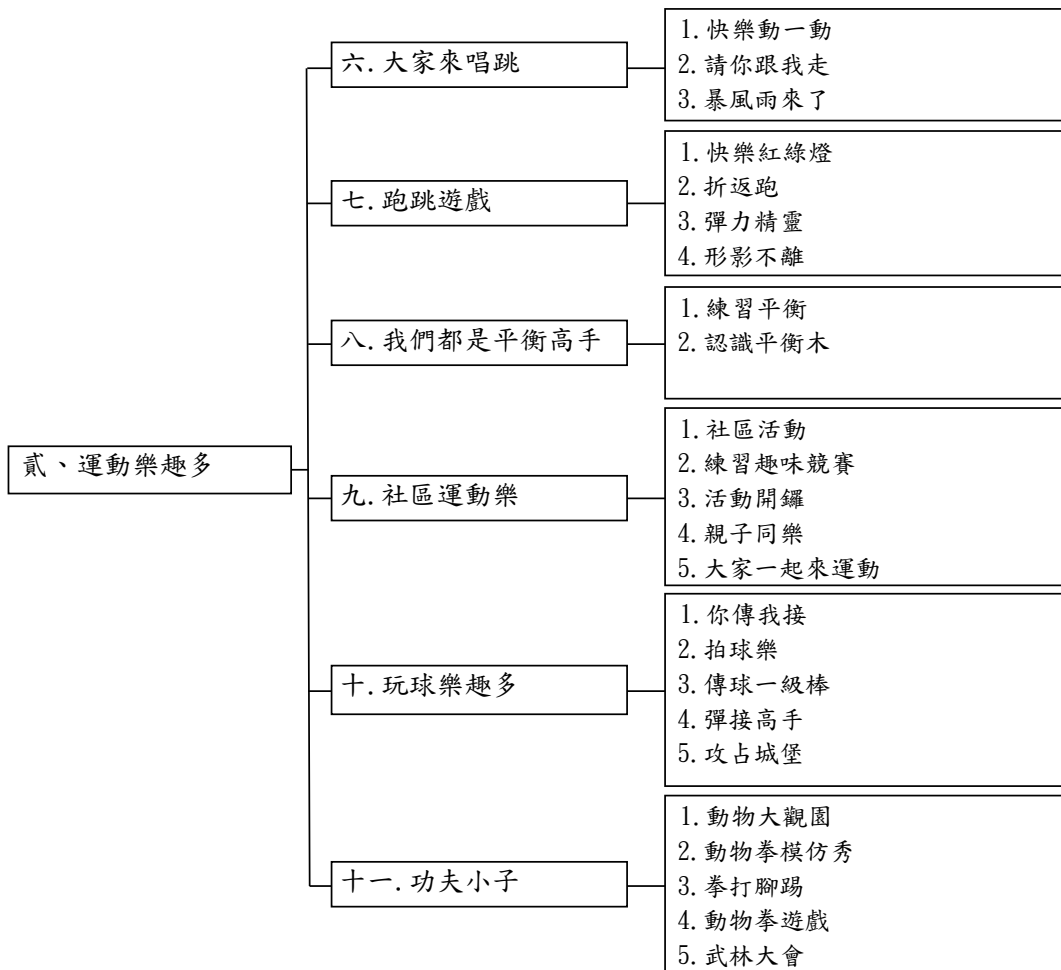 貳、運動樂趣多
六.大家來唱跳
1.快樂動一動
2.請你跟我走
3.暴風雨來了
七.跑跳遊戲
1.快樂紅綠燈
2.折返跑
3.彈力精靈
4.形影不離
八.我們都是平衡高手
1.練習平衡
2.認識平衡木
九.社區運動樂
1.社區活動
2.練習趣味競賽
3.活動開鑼
4.親子同樂
5.大家一起來運動
十.玩球樂趣多
1.你傳我接
2.拍球樂
3.傳球一級棒
4.彈接高手
5.攻占城堡
十一.功夫小子
1.動物大觀園
2.動物拳模仿秀
3.拳打腳踢
4.動物拳遊戲
5.武林大會